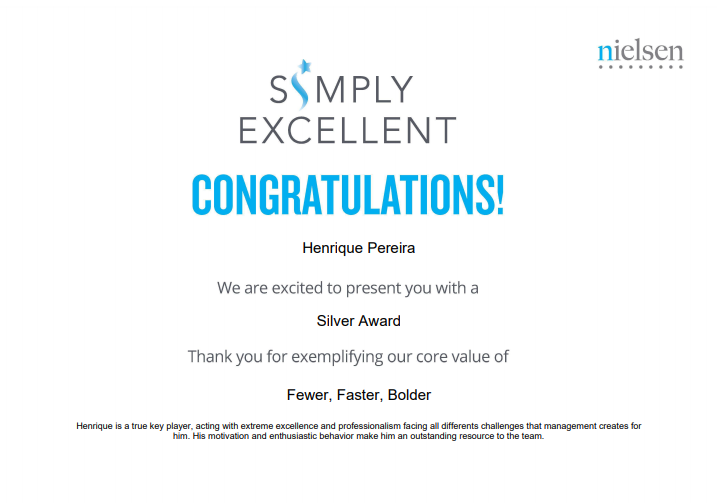 nielsen
SIMPLY
EXCELLENT
CONGRATULATIONS!
Henrique Pereira
We are excited to present you with a
Silver Award
Thank you for exemplifying our core value of
Fewer, Faster, Bolder
Henrique is a true key player, acting with extreme excellence and professionalism facing all differents challenges that management creates for
him. His motivation and enthusiastic behavior make him an outstanding resource to the team.